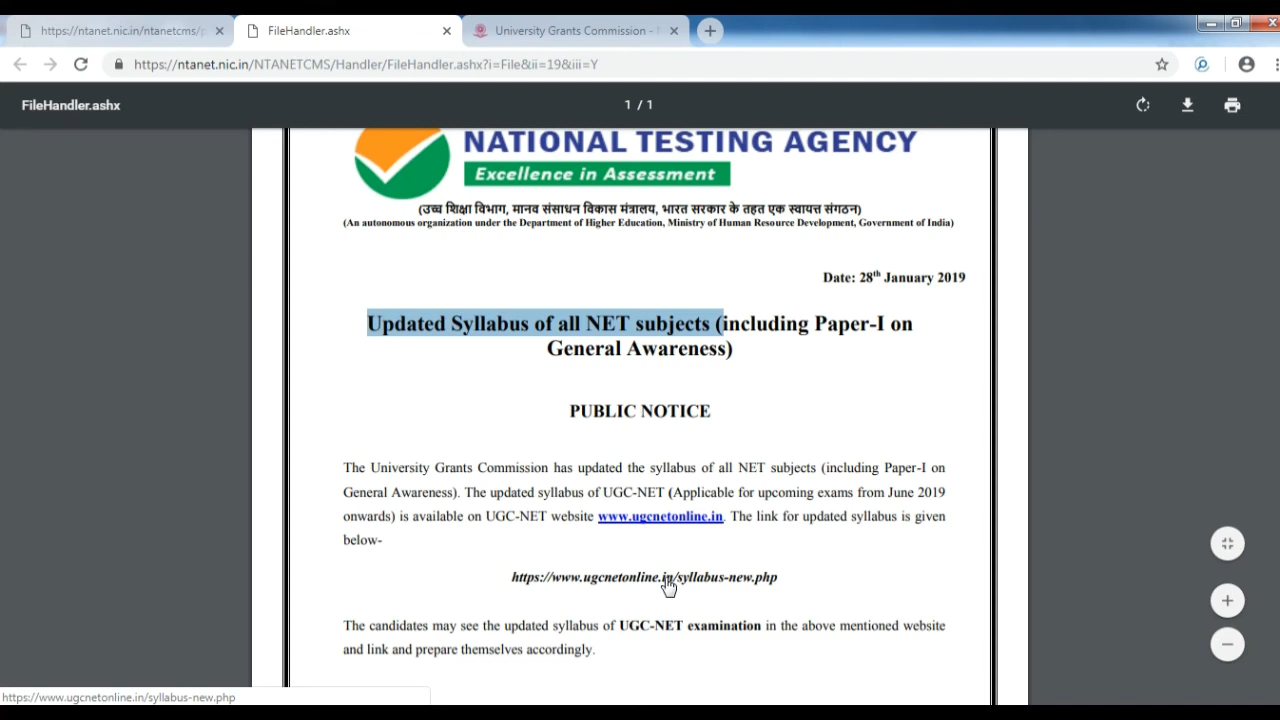 https://ntanet.nic.in/ntanetcms/p
FileHandler.ashx
University Grants Commission -
https://ntanet.nic.in/NTANETCMS/Handler/FileHandler.ashx?i=File&ii=19&iii=Y
FileHandler.ashx
1 / 1
NATIONAL TESTING AGENCY
Excellence in Assessment
(उच्च शिक्षा विभाग, मानव संसाधन विकास मंत्रालय, भारत सरकार के तहत एक स्वायत्त संगठन)
(An autonomous organization under the Department of Higher Education, Ministry of Human Resource Development, Government of India)
Date: 28th January 2019
Updated Syllabus of all NET subjects (including Paper-I on
General Awareness)
PUBLIC NOTICE
The University Grants Commission has updated the syllabus of all NET subjects (including Paper-I on
General Awareness). The updated syllabus of UGC-NET (Applicable for upcoming exams from June 2019
onwards) is available on UGC-NET website www.ugcnetonline.in. The link for updated syllabus is given
below-
https://www.ugcnetonline.in/syllabus-new.php
The candidates may see the updated syllabus of UGC-NET examination in the above mentioned website
and link and prepare themselves accordingly.
https://www.ugcnetonline.in/syllabus-new.php